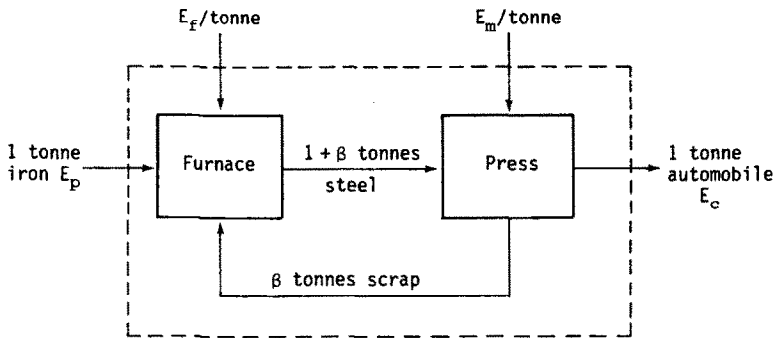 E_f/tonne
E_m/tonne
1 tonne
iron E_p
Furnace
1 + β tonnes
steel
Press
1 tonne
automobile
E_c
β tonnes scrap